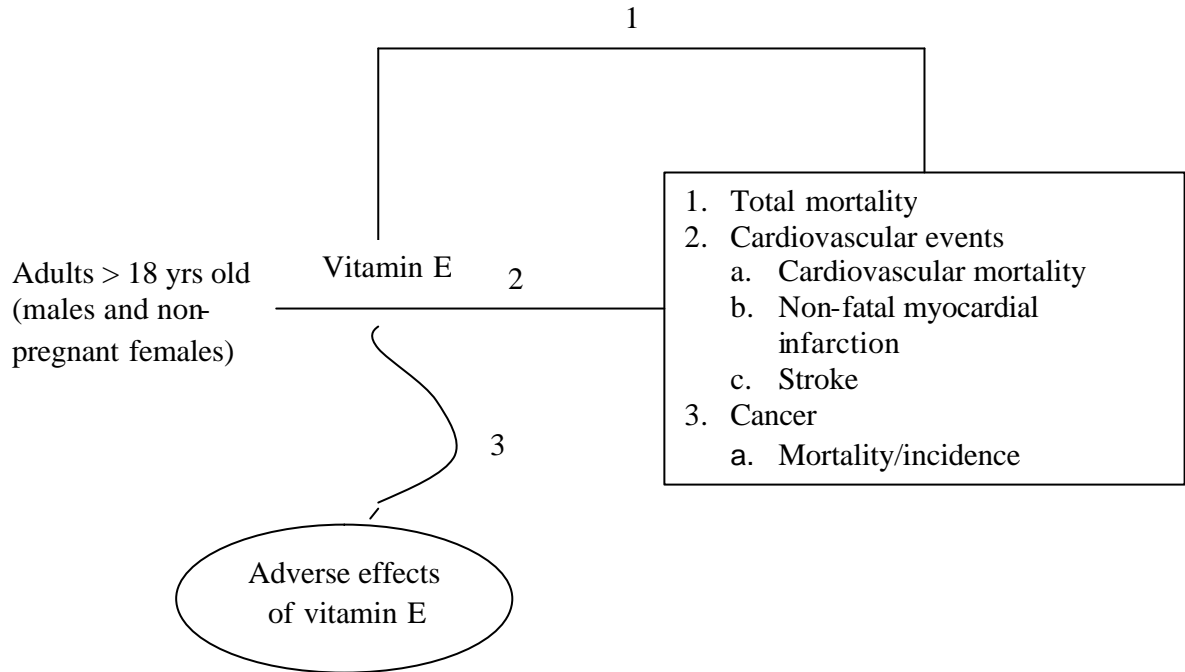 1
Vitamin E
2
Adults > 18 yrs old
(males and non-
pregnant females)
1. Total mortality
2. Cardiovascular events
a. Cardiovascular mortality
b. Non-fatal myocardial
infarction
c. Stroke
3. Cancer
a. Mortality/incidence
3
Adverse effects
of vitamin E